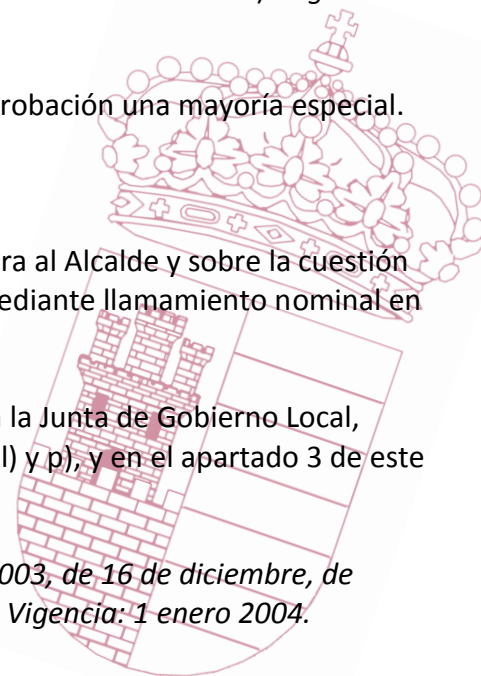 robación una mayoría especial.
ra al Alcalde y sobre la cuestión
ediante llamamiento nominal en
la Junta de Gobierno Local,
l) y p), y en el apartado 3 de este
003, de 16 de diciembre, de
Vigencia: 1 enero 2004.